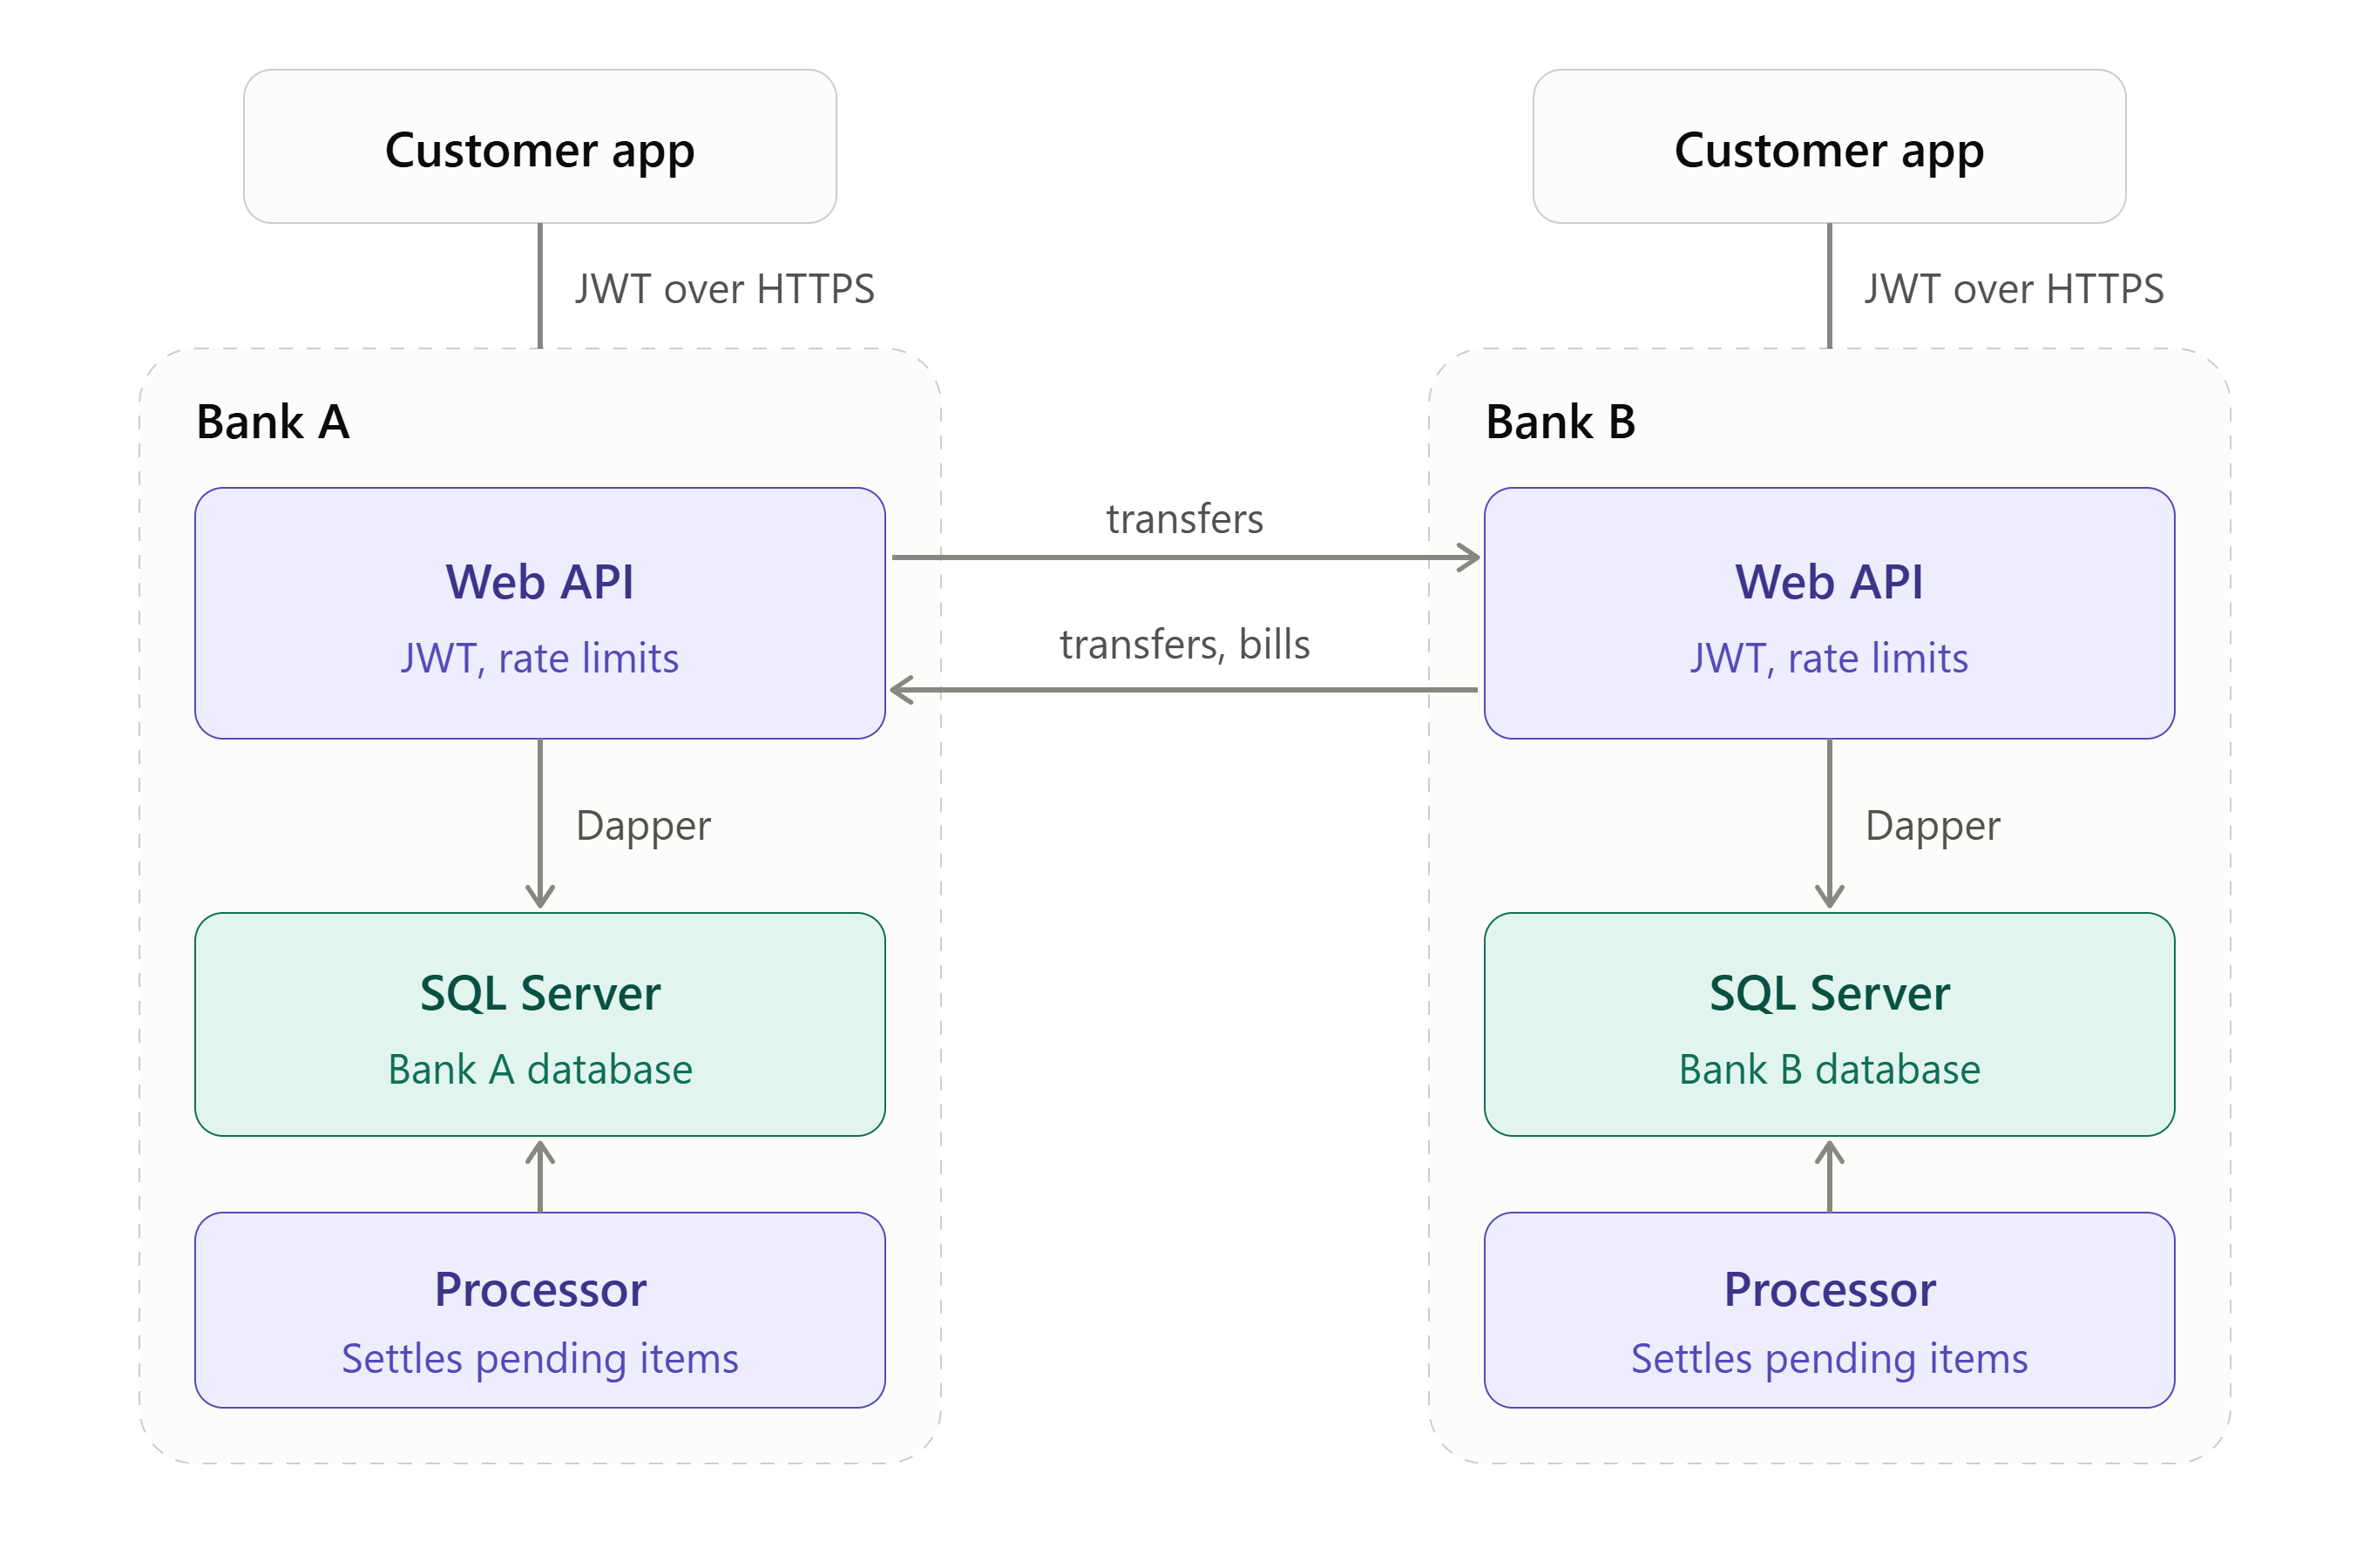 Customer app
Customer app
JWT over HTTPS
JWT over HTTPS
Bank A
Bank B
transfers
Web API
Web API
JWT, rate limits
transfers, bills
JWT, rate limits
Dapper
Dapper
SQL Server
SQL Server
Bank A database
Bank B database
Processor
Processor
Settles pending items
Settles pending items